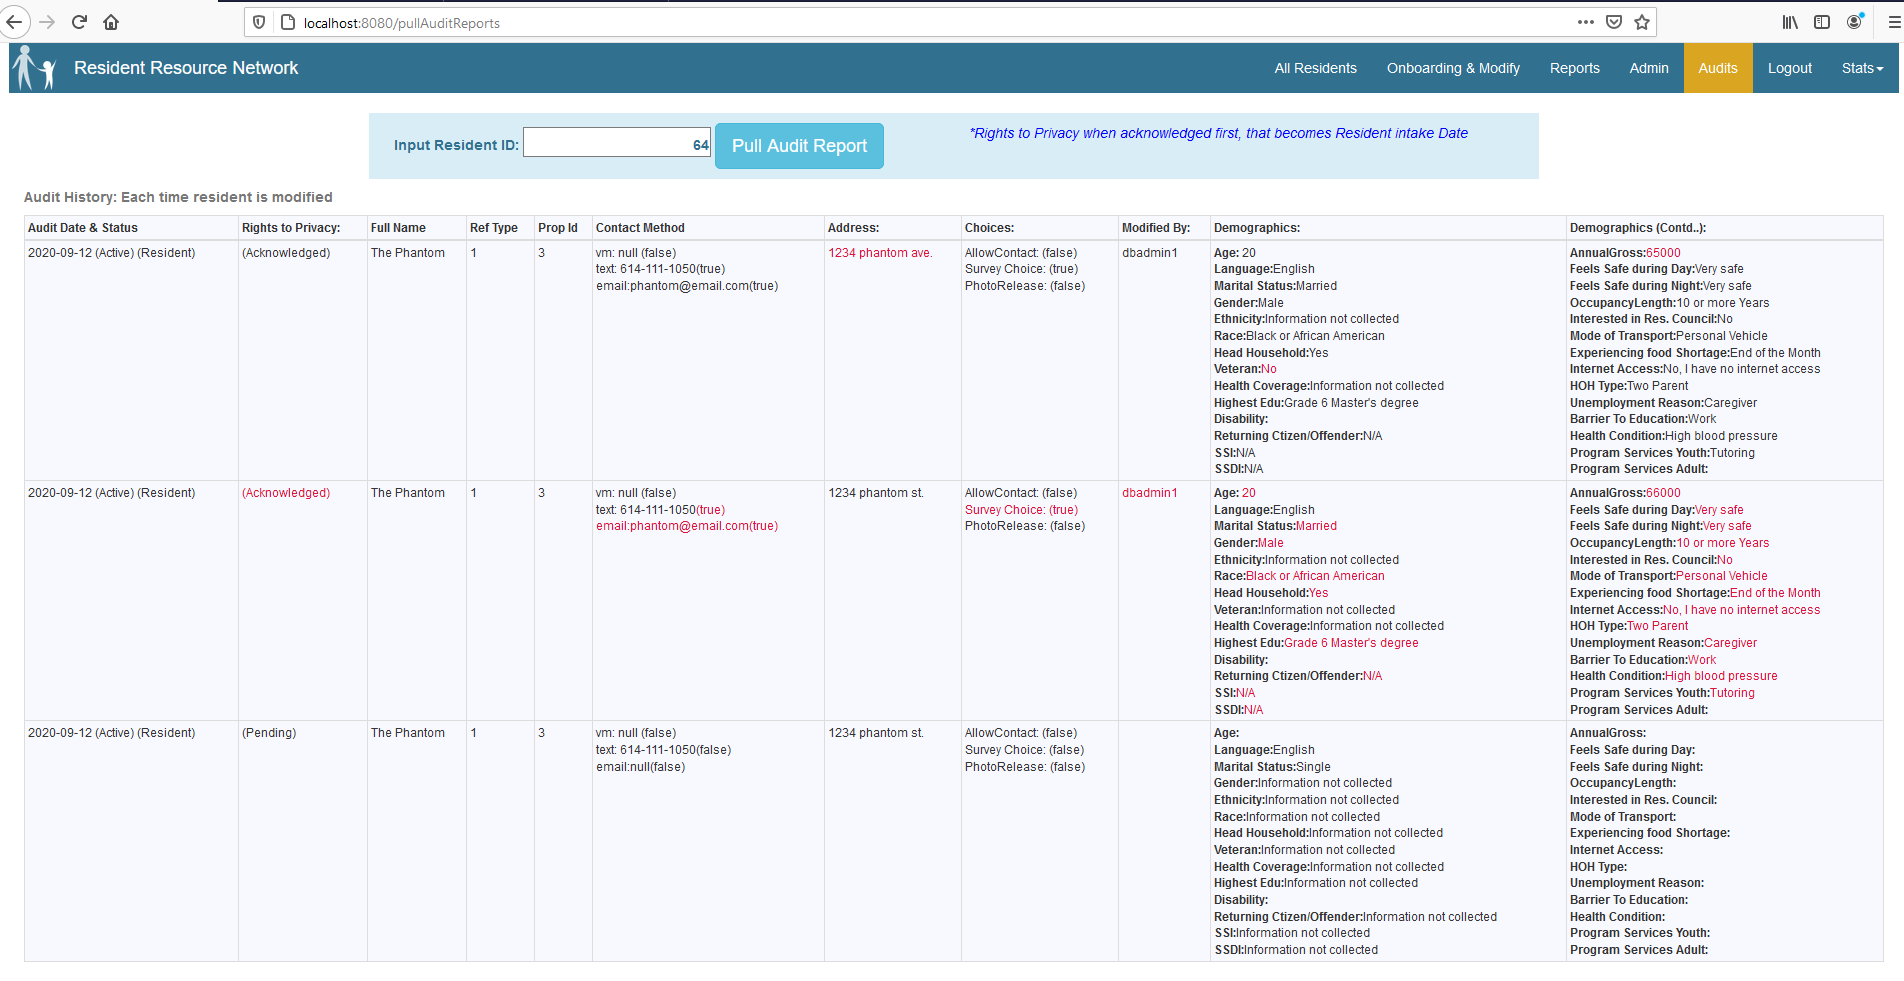 localhost:8080/pullAuditReports
Resident Resource Network
All Residents
Onboarding & Modify
Reports
Admin
Audits
Logout
Stats
Input Resident ID:
64
Pull Audit Report
*Rights to Privacy when acknowledged first, that becomes Resident intake Date
Audit History: Each time resident is modified
Audit Date & Status
Rights to Privacy:
Full Name
Ref Type
Prop Id
Contact Method
Address:
Choices:
Modified By:
Demographics:
Demographics (Contd..):
2020-09-12 (Active) (Resident)
(Acknowledged)
The Phantom
1
3
vm: null (false)
text: 614-111-1050(true)
email:phantom@email.com(true)
1234 phantom ave.
AllowContact: (false)
Survey Choice: (true)
PhotoRelease: (false)
dbadmin1
Age: 20
Language:English
Marital Status:Married
Gender:Male
Ethnicity:Information not collected
Race:Black or African American
Head Household:Yes
Veteran:No
Health Coverage:Information not collected
Highest Edu:Grade 6 Master's degree
Disability:
Returning Ctizen/Offender:N/A
SSI:N/A
SSDI:N/A
AnnualGross:65000
Feels Safe during Day:Very safe
Feels Safe during Night:Very safe
OccupancyLength:10 or more Years
Interested in Res. Council:No
Mode of Transport:Personal Vehicle
Experiencing food Shortage:End of the Month
Internet Access:No, I have no internet access
HOH Type:Two Parent
Unemployment Reason:Caregiver
Barrier To Education:Work
Health Condition:High blood pressure
Program Services Youth:Tutoring
Program Services Adult:
2020-09-12 (Active) (Resident)
(Acknowledged)
The Phantom
1
3
vm: null (false)
text: 614-111-1050(true)
email:phantom@email.com(true)
1234 phantom st.
AllowContact: (false)
Survey Choice: (true)
PhotoRelease: (false)
dbadmin1
Age: 20
Language:English
Marital Status:Married
Gender:Male
Ethnicity:Information not collected
Race:Black or African American
Head Household:Yes
Veteran:Information not collected
Health Coverage:Information not collected
Highest Edu:Grade 6 Master's degree
Disability:
Returning Ctizen/Offender:N/A
SSI:N/A
SSDI:N/A
AnnualGross:66000
Feels Safe during Day:Very safe
Feels Safe during Night:Very safe
OccupancyLength:10 or more Years
Interested in Res. Council:No
Mode of Transport:Personal Vehicle
Experiencing food Shortage:End of the Month
Internet Access:No, I have no internet access
HOH Type:Two Parent
Unemployment Reason:Caregiver
Barrier To Education:Work
Health Condition:High blood pressure
Program Services Youth:Tutoring
Program Services Adult:
2020-09-12 (Active) (Resident)
(Pending)
The Phantom
1
3
vm: null (false)
text: 614-111-1050(false)
email:null(false)
1234 phantom st.
AllowContact: (false)
Survey Choice: (false)
PhotoRelease: (false)
Age:
Language:English
Marital Status:Single
Gender:Information not collected
Ethnicity:Information not collected
Race:Information not collected
Head Household:Information not collected
Veteran:Information not collected
Health Coverage:Information not collected
Highest Edu:Information not collected
Disability:
Returning Ctizen/Offender:Information not collected
SSI:Information not collected
SSDI:Information not collected
AnnualGross:
Feels Safe during Day:
Feels Safe during Night:
OccupancyLength:
Interested in Res. Council:
Mode of Transport:
Experiencing food Shortage:
Internet Access:
HOH Type:
Unemployment Reason:
Barrier To Education:
Health Condition:
Program Services Youth:
Program Services Adult: